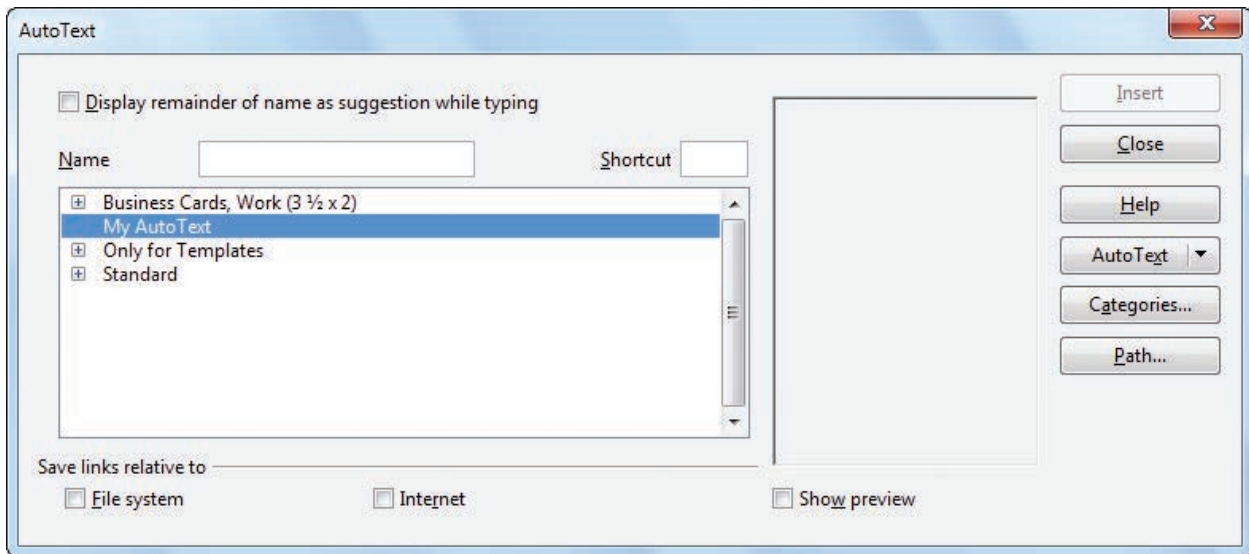 AutoText
Display remainder of name as suggestion while typing
Name
Shortcut
Business Cards, Work (3 ½ x 2)
My AutoText
Only for Templates
Standard
Save links relative to
File system
Internet
Show preview
Insert
Close
Help
AutoText
Categories...
Path...